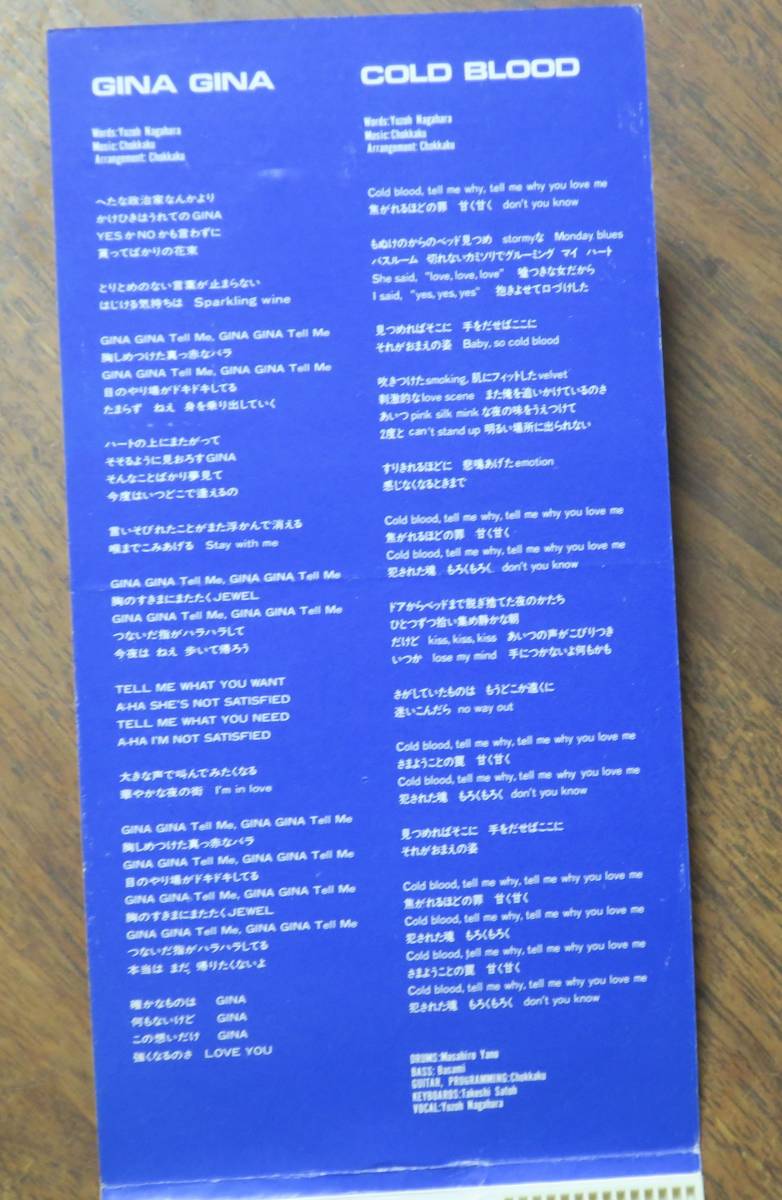 GINA GINA
Words:Yuzoh Nagahara
Music:Chokkaku
Arrangement: Chokkaku
へたな政治家なんかより
かけひきはうれてのGINA
YESかNOかも言わずに
貰ってばかりの花束
とりとめのない言葉が止まらない
はじける気持ちは Sparkling wine
GINA GINA Tell Me, GINA GINA Tell Me
胸しめつけた真っ赤なバラ
GINA GINA Tell Me, GINA GINA Tell Me
目のやり場がドキドキしてる
たまらず ねえ 身を乗り出していく
ハートの上にまたがって
そそるように見おろすGINA
そんなことばかり夢見て
今度はいつどこで逢えるの
言いそびれたことがまた浮かんで消える
喉までこみあげる Stay with me
GINA GINA Tell Me, GINA GINA Tell Me
胸のすきまにまたたくJEWEL
GINA GINA Tell Me, GINA GINA Tell Me
つないだ指がハラハラして
今夜は ねえ 歩いて帰ろう
TELL ME WHAT YOU WANT
A-HA SHE'S NOT SATISFIED
TELL ME WHAT YOU NEED
A-HA I'M NOT SATISFIED
大きな声で叫んでみたくなる
華やかな夜の街 I'm in love
GINA GINA Tell Me, GINA GINA Tell Me
胸しめつけた真っ赤なバラ
GINA GINA Tell Me, GINA GINA Tell Me
目のやり場がドキドキしてる
GINA GINA Tell Me, GINA GINA Tell Me
胸のすきまにまたたくJEWEL
GINA GINA Tell Me, GINA GINA Tell Me
つないだ指がハラハラしてる
本当は まだ 帰りたくないよ
確かなものは GINA
何もないけど GINA
この想いだけ GINA
強くなるのさ LOVE YOU
COLD BLOOD
Words:Yuzoh Nagahara
Music:Chokkaku
Arrangement: Chokkaku
Cold blood, tell me why, tell me why you love me
焦がれるほどの罪 甘く甘く don't you know
もぬけのからのベッド見つめ stormyな Monday blues
バスルーム 切れないカミソリでグルーミング マイ ハート
She said, "love, love, love" 嘘つきな女だから
I said, "yes, yes, yes" 抱きよせて口づけした
見つめればそこに 手をだせばここに
それがおまえの姿 Baby, so cold blood
吹きつけたsmoking, 肌にフィットしたvelvet
刺激的なlove scene また俺を追いかけているのさ
あいつ pink silk mink な夜の味をうえつけて
2度と can't stand up 明るい場所に出られない
すりきれるほどに 悲鳴あげたemotion
感じなくなるときまで
Cold blood, tell me why, tell me why you love me
焦がれるほどの罪 甘く甘く
Cold blood, tell me why, tell me why you love me
犯された魂 もろくもろく don't you know
ドアからベッドまで脱ぎ捨てた夜のかたち
ひとつずつ拾い集め静かな朝
だけど kiss, kiss, kiss あいつの声がこびりつき
いつか lose my mind 手につかないよ何もかも
さがしていたものは もうどこか遠くに
迷いこんだら no way out
Cold blood, tell me why, tell me why you love me
さまようことの罠 甘く甘く
Cold blood, tell me why, tell me why you love me
犯された魂 もろくもろく don't you know
見つめればそこに 手をだせばここに
それがおまえの姿
Cold blood, tell me why, tell me why you love me
焦がれるほどの罪 甘く甘く
Cold blood, tell me why, tell me why you love me
犯された魂 もろくもろく
Cold blood, tell me why, tell me why you love me
さまようことの罠 甘く甘く
Cold blood, tell me why, tell me why you love me
犯された魂 もろくもろく don't you know
DRUMS:Masahiro Yano
BASS: Basami
GUITAR, PROGRAMMING:Chokkaku
KEYBOARDS:Takeshi Satoh
VOCAL:Yuzoh Nagahara